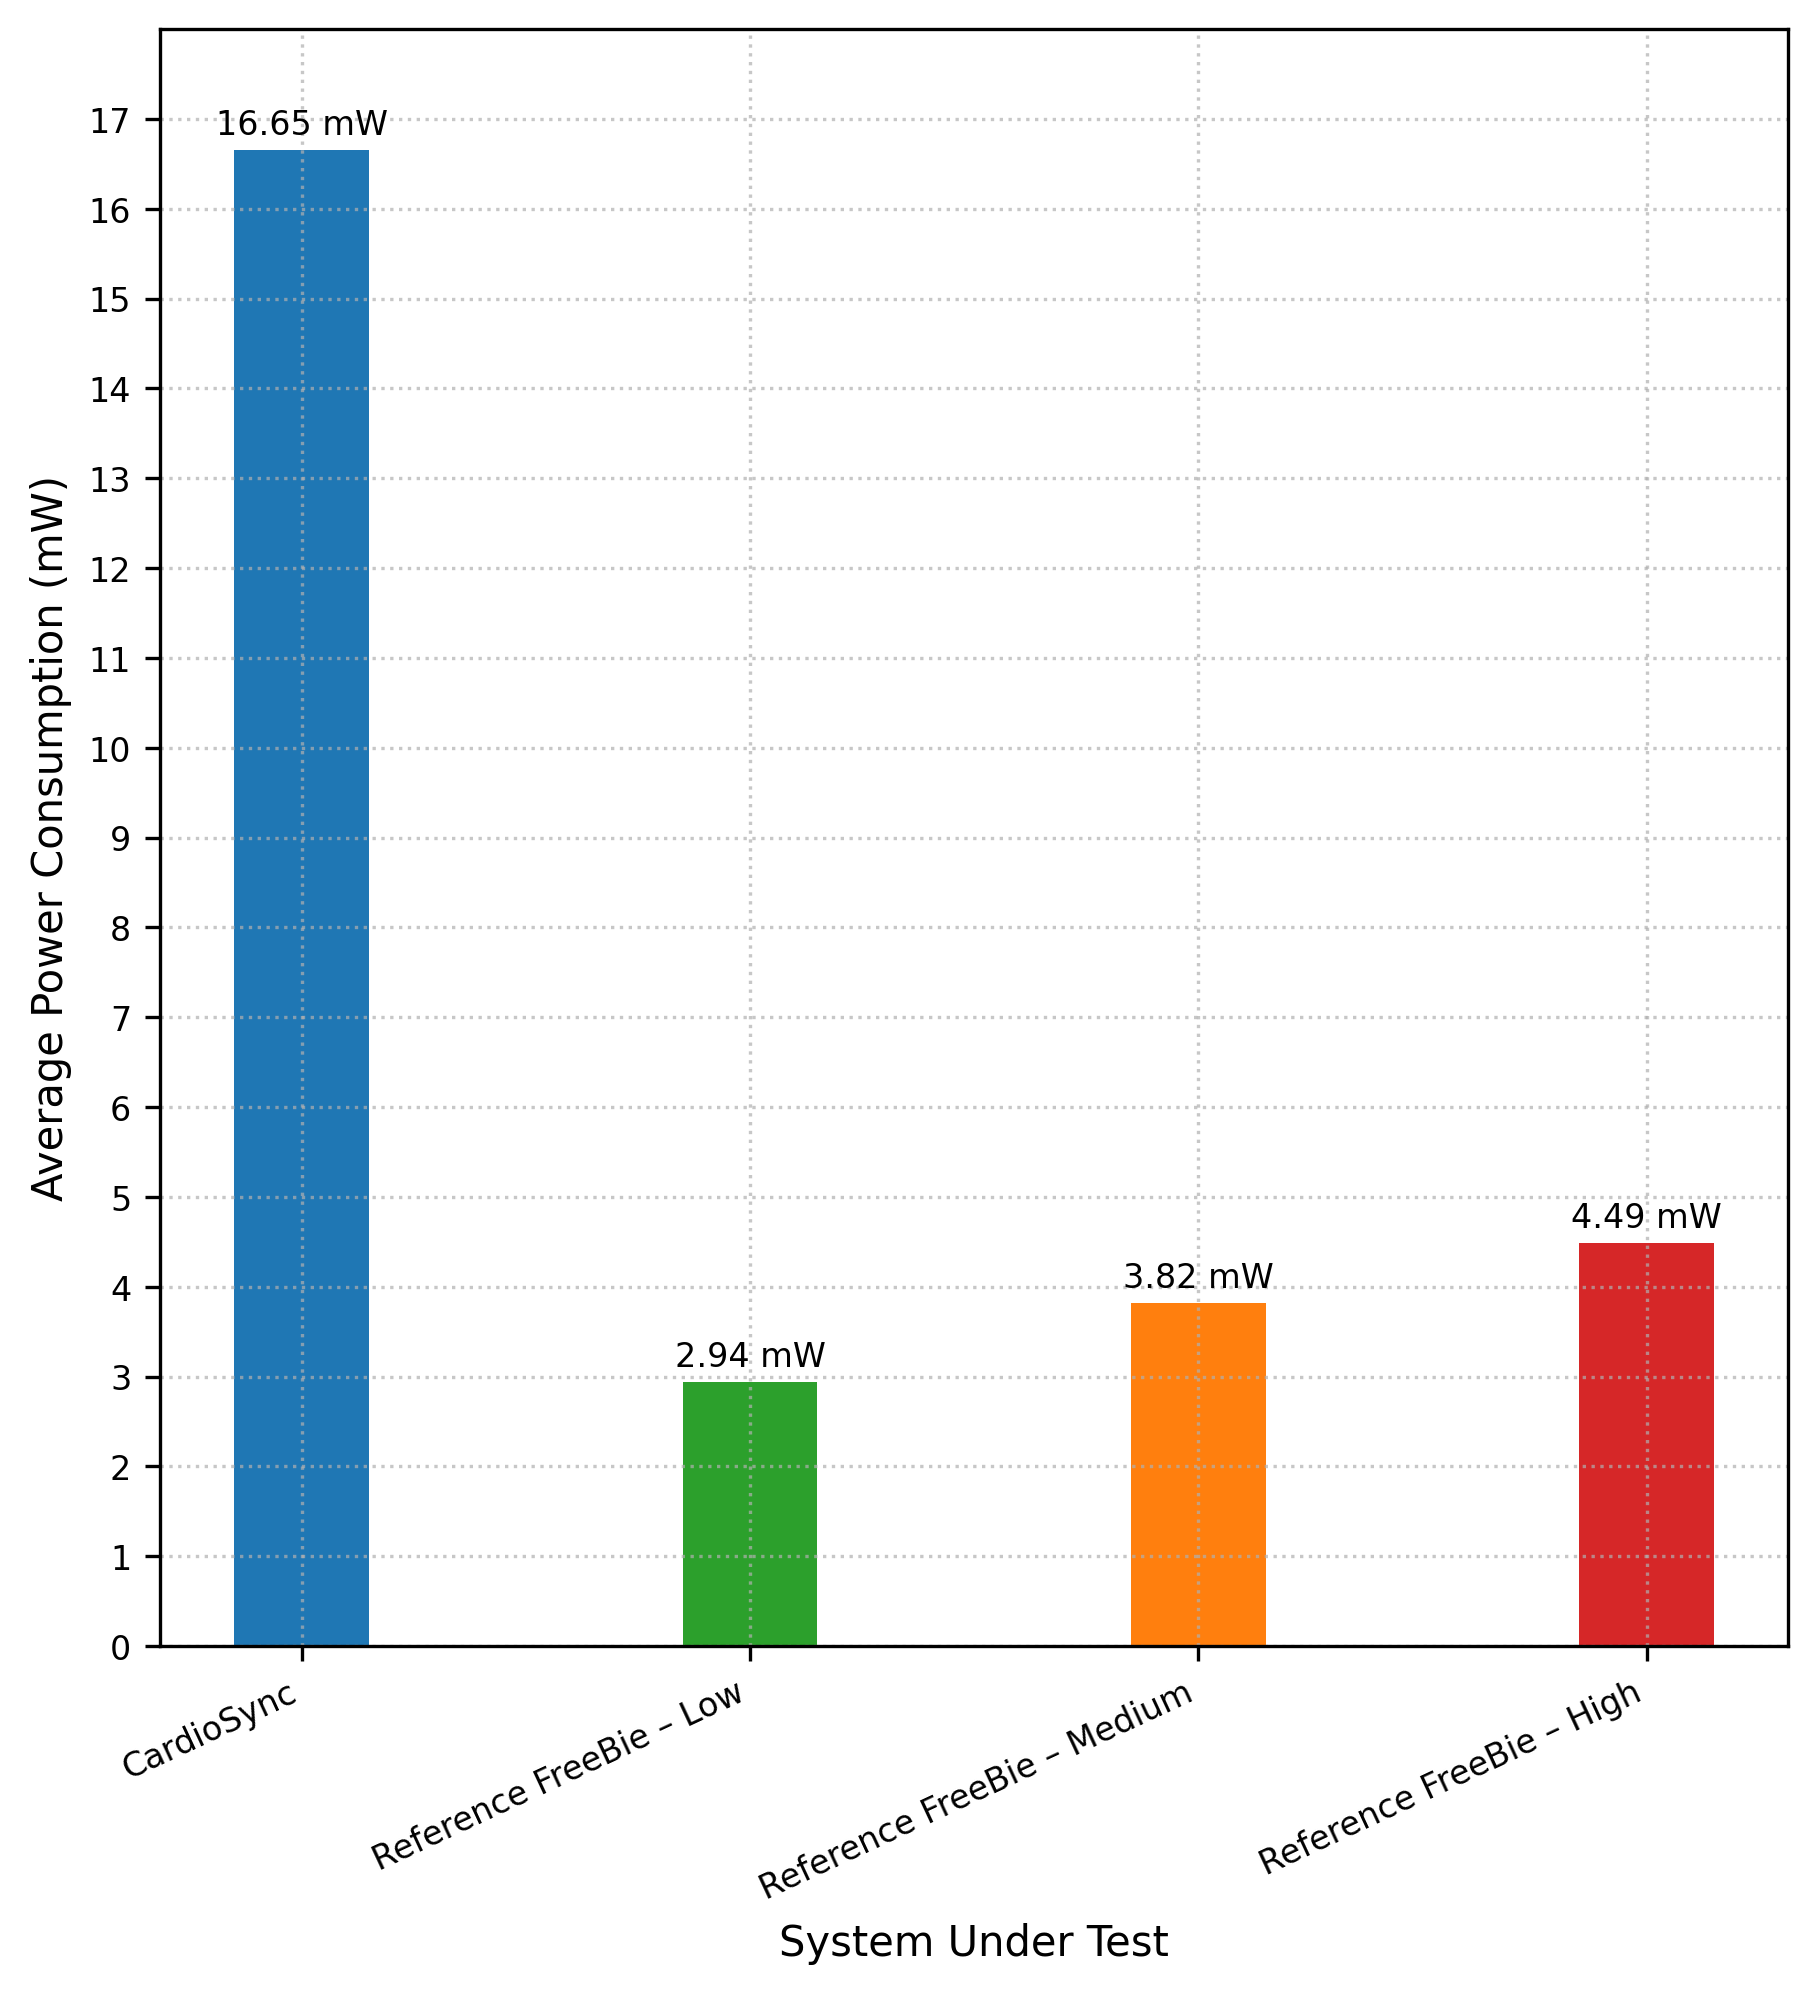 Average Power Consumption (mW)
17
16
15
14
13
12
11
10
9
8
7
6
5
4
3
2
1
0
16.65 mW
2.94 mW
3.82 mW
4.49 mW
CardioSync
Reference FreeBie – Low
Reference FreeBie – Medium
Reference FreeBie – High
System Under Test